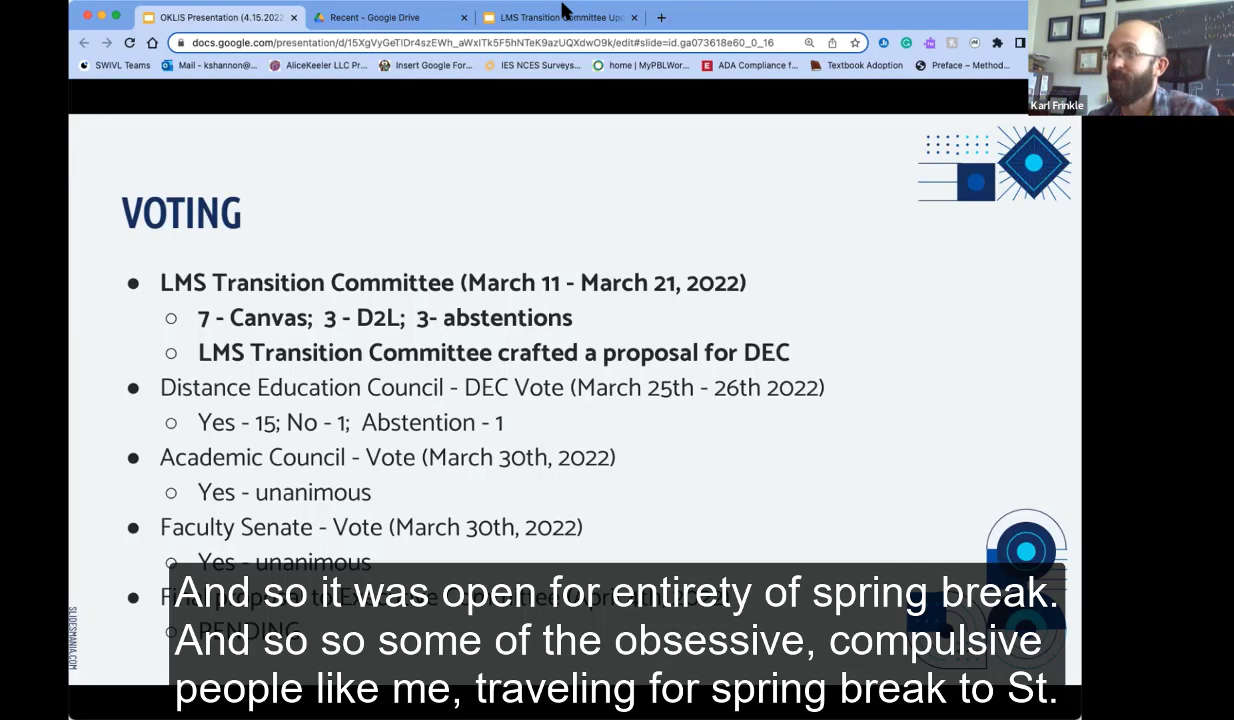 OKLIS Presentation (4.15.2022
Recent - Google Drive
LMS Transition Committee Up
docs.google.com/presentation/d/15XgVyGeTlDr4szEWh_aWxITk5F5hNTeK9azUQXdwO9k/edit#slide=id.ga073618e60_0_16
SWIVL Teams
Mail - kshannon@...
AliceKeeler LLC Pr...
Insert Google For...
IES NCES Surveys...
home | MyPBLWor...
ADA Compliance f...
Textbook Adoption
Preface – Method...
Karl Frinkle
VOTING
● LMS Transition Committee (March 11 - March 21, 2022)
○ 7 - Canvas; 3 - D2L; 3- abstentions
○ LMS Transition Committee crafted a proposal for DEC
● Distance Education Council - DEC Vote (March 25th - 26th 2022)
○ Yes - 15; No - 1; Abstention - 1
● Academic Council - Vote (March 30th, 2022)
○ Yes - unanimous
● Faculty Senate - Vote (March 30th, 2022)
○ Yes - unanimous
PENDING
SLIDESMANIA.COM
And so it was open for entirety of spring break.
And so so some of the obsessive, compulsive
people like me, traveling for spring break to St.